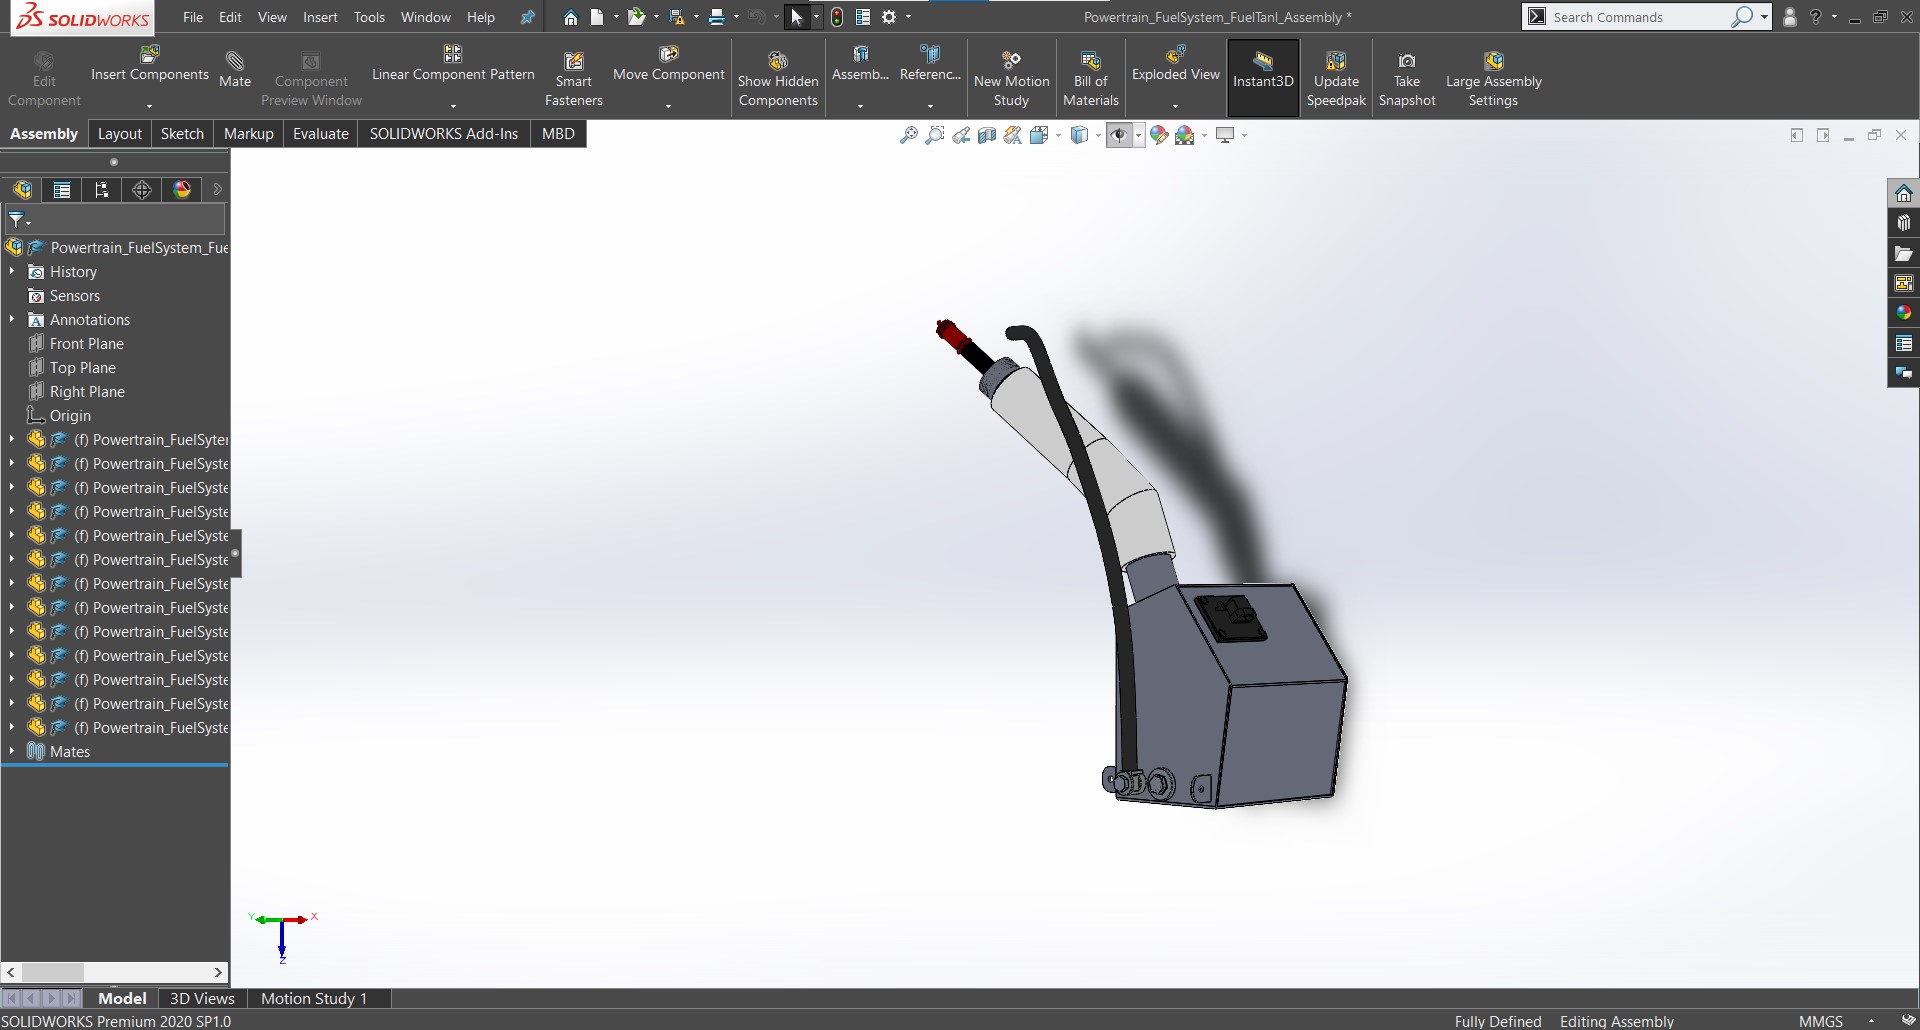 SOLIDWORKS
File Edit View Insert Tools Window Help
Powertrain_FuelSystem_FuelTanl_Assembly *
Search Commands
?
Edit Component
Insert Components
Mate
Component Preview Window
Linear Component Pattern
Smart Fasteners
Move Component
Show Hidden Components
Assemb...
Referenc...
New Motion Study
Bill of Materials
Exploded View
Instant3D
Update Speedpak
Take Snapshot
Large Assembly Settings
Assembly Layout Sketch Markup Evaluate SOLIDWORKS Add-Ins MBD
Powertrain_FuelSystem_Fue
History
Sensors
A Annotations
Front Plane
Top Plane
Right Plane
Origin
(f) Powertrain_FuelSyter
(f) Powertrain_FuelSyste
(f) Powertrain_FuelSyste
(f) Powertrain_FuelSyste
(f) Powertrain_FuelSyste
(f) Powertrain_FuelSyste
(f) Powertrain_FuelSyste
(f) Powertrain_FuelSyste
(f) Powertrain_FuelSyste
(f) Powertrain_FuelSyste
(f) Powertrain_FuelSyste
(f) Powertrain_FuelSyste
(f) Powertrain_FuelSyste
Mates
Y X
Z
Model 3D Views Motion Study 1
SOLIDWORKS Premium 2020 SP1.0
Fully Defined Editing Assembly MMGS